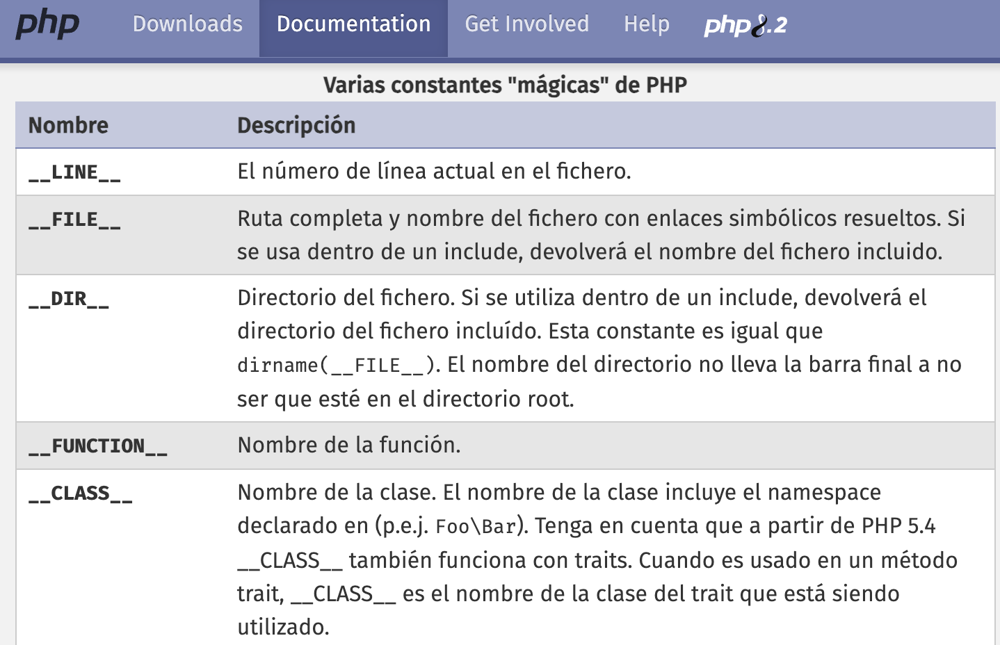 php Downloads Documentation Get Involved Help php8.2
Varias constantes "mágicas" de PHP
Nombre Descripción
__LINE__ El número de línea actual en el fichero.
__FILE__ Ruta completa y nombre del fichero con enlaces simbólicos resueltos. Si
se usa dentro de un include, devolverá el nombre del fichero incluido.
__DIR__ Directorio del fichero. Si se utiliza dentro de un include, devolverá el
directorio del fichero incluído. Esta constante es igual que
dirname(__FILE__). El nombre del directorio no lleva la barra final a no
ser que esté en el directorio root.
__FUNCTION__ Nombre de la función.
__CLASS__ Nombre de la clase. El nombre de la clase incluye el namespace
declarado en (p.e.j. Foo\Bar). Tenga en cuenta que a partir de PHP 5.4
__CLASS__ también funciona con traits. Cuando es usado en un método
trait, __CLASS__ es el nombre de la clase del trait que está siendo
utilizado.